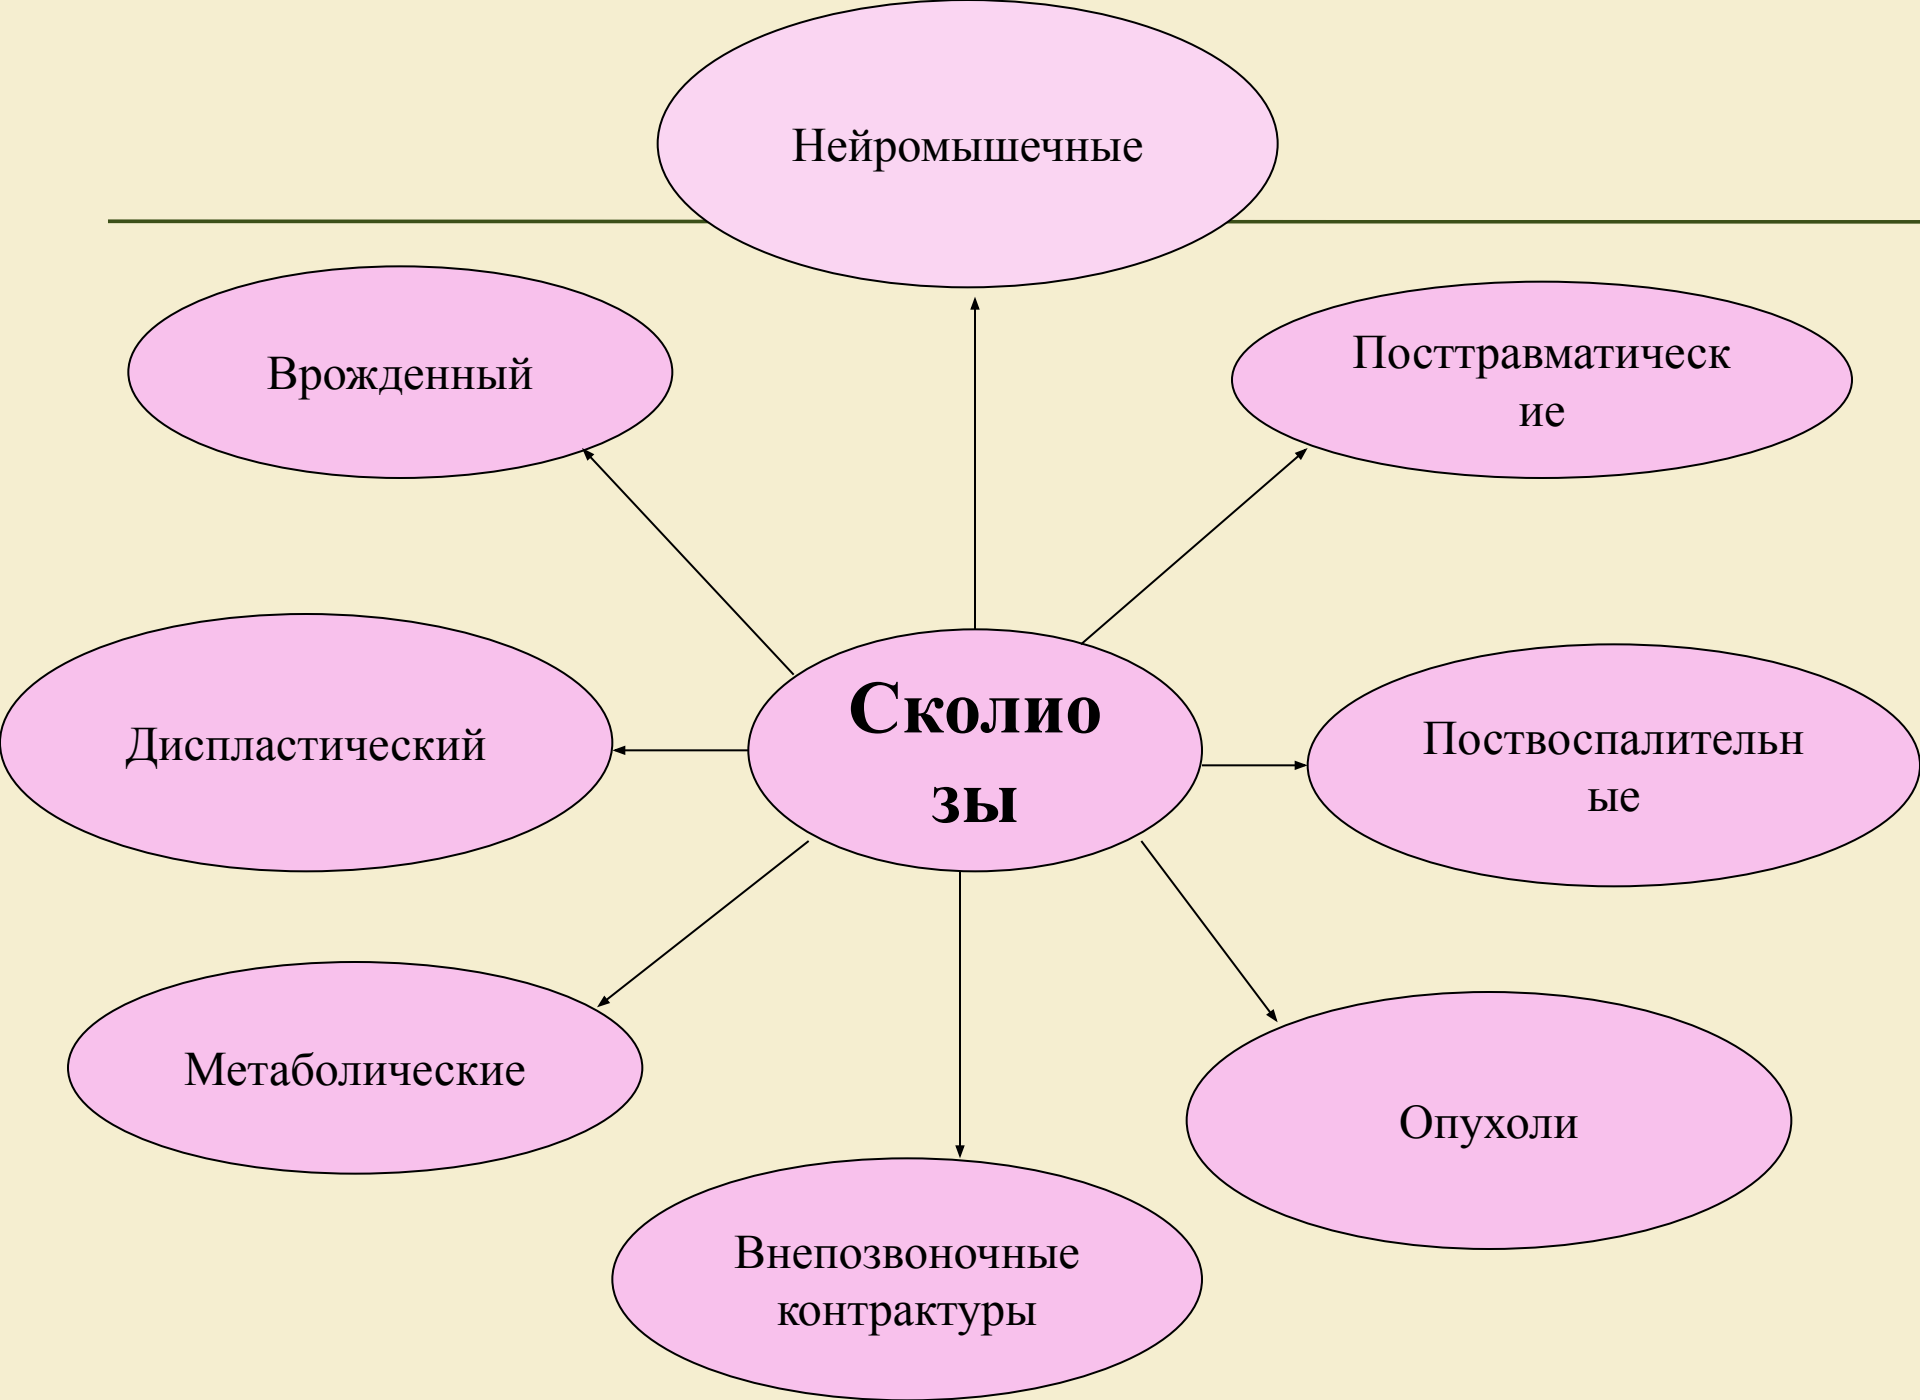 Нейромышечные
Врожденный
Посттравматическ
ие
Диспластический
Сколио
зы
Поствоспалительн
ые
Метаболические
Опухоли
Внепозвоночные
контрактуры